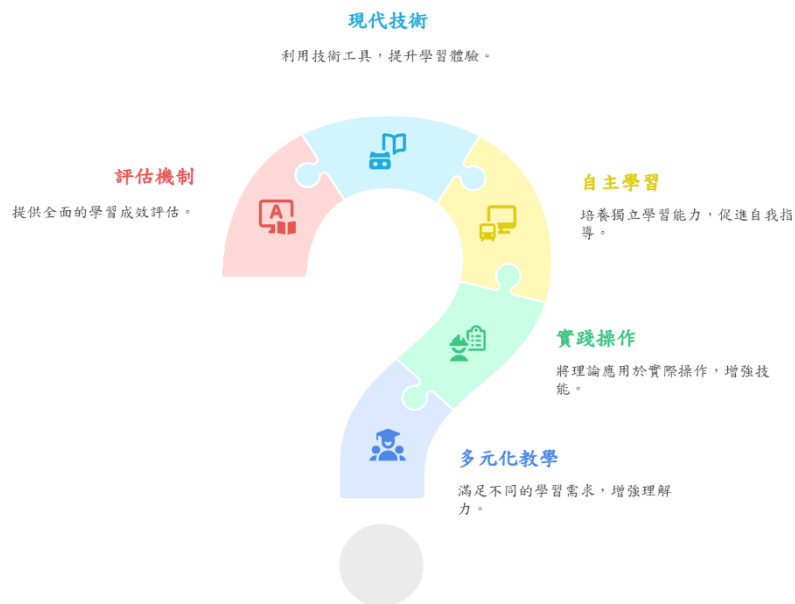 現代技術
利用技術工具，提升學習體驗。
評估機制
提供全面的學習成效評估。
自主學習
培養獨立學習能力，促進自我指
導。
實踐操作
將理論應用於實際操作，增強技
能。
多元化教學
滿足不同的學習需求，增強理解
力。
A